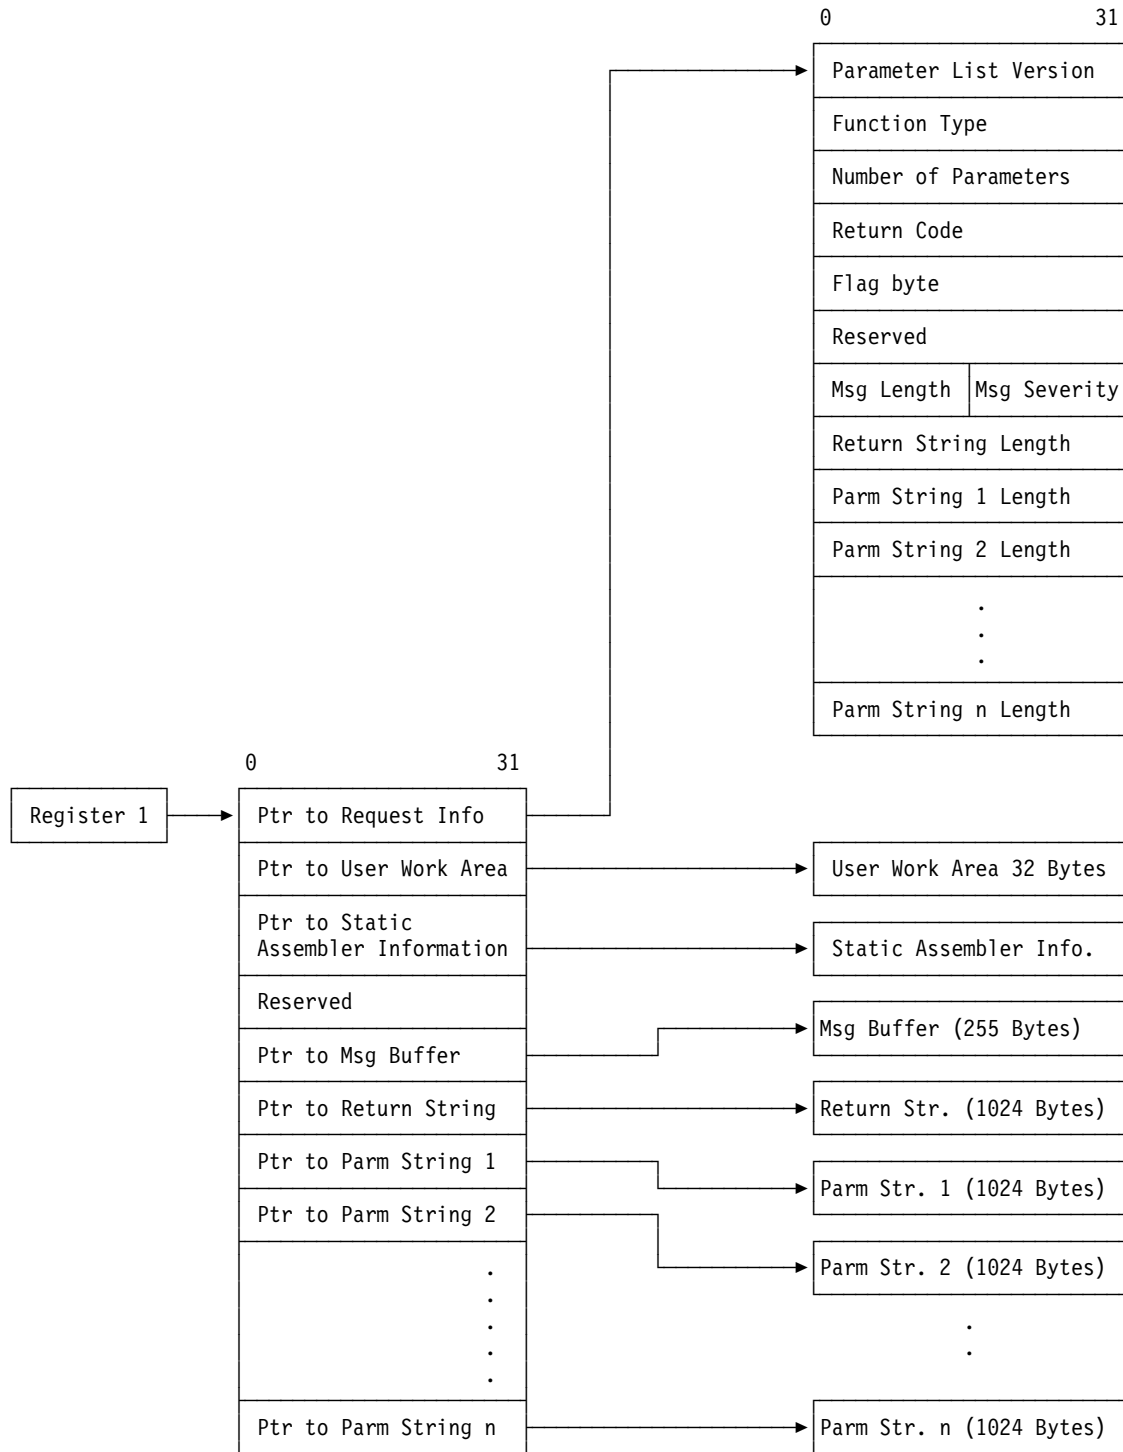 0 31
Parameter List Version
Function Type
Number of Parameters
Return Code
Flag byte
Reserved
Msg Length Msg Severity
Return String Length
Parm String 1 Length
Parm String 2 Length
.
.
.
Parm String n Length
0 31
Register 1 Ptr to Request Info
Ptr to User Work Area User Work Area 32 Bytes
Ptr to Static
Assembler Information Static Assembler Info.
Reserved
Msg Buffer (255 Bytes)
Ptr to Msg Buffer
Ptr to Return String Return Str. (1024 Bytes)
Ptr to Parm String 1
Parm Str. 1 (1024 Bytes)
Ptr to Parm String 2
Parm Str. 2 (1024 Bytes)
.
.
. .
. .
.
Ptr to Parm String n Parm Str. n (1024 Bytes)